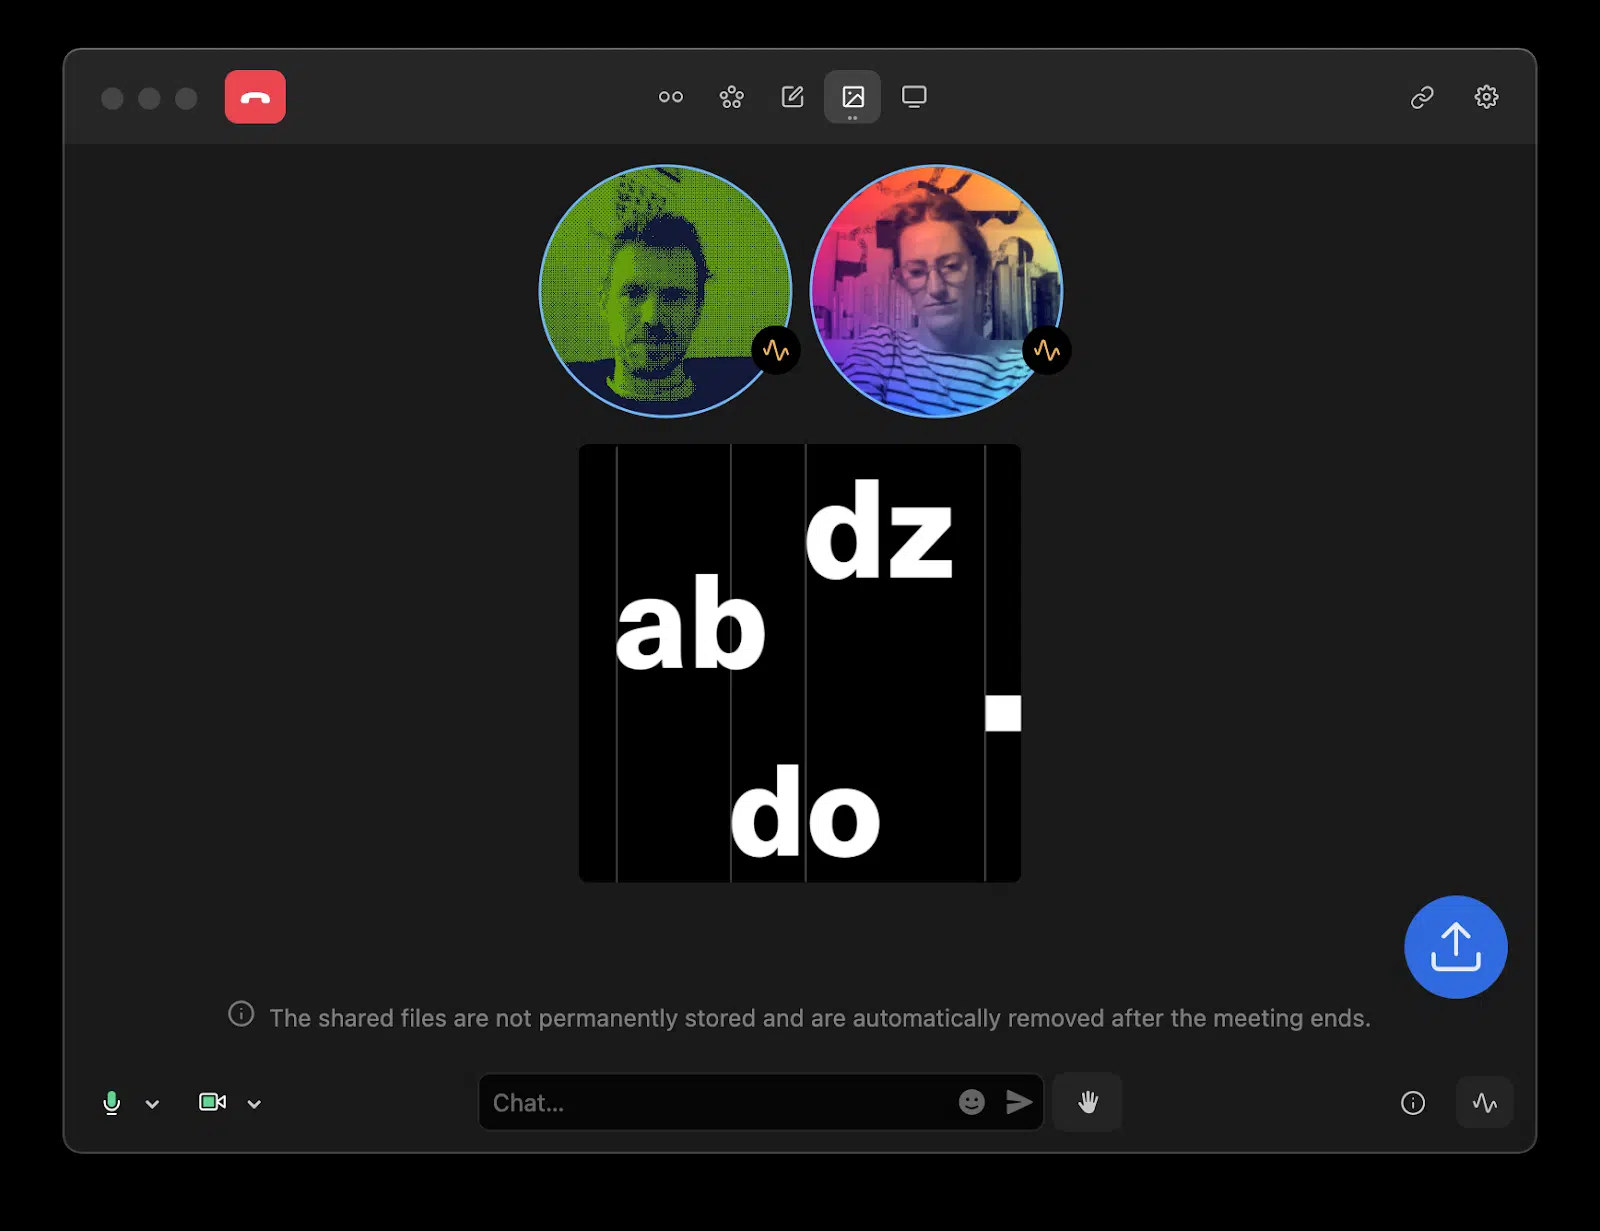 dz
ab
.
do
The shared files are not permanently stored and are automatically removed after the meeting ends.
Chat...